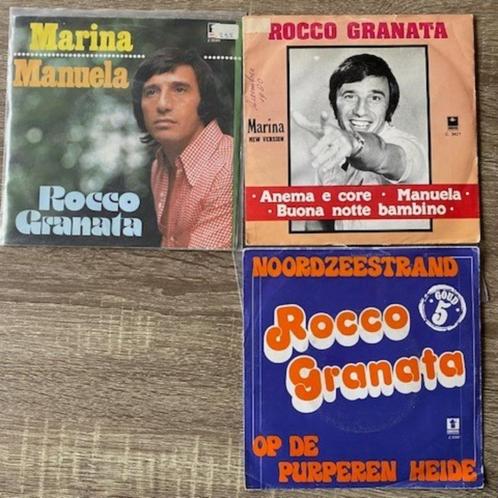 Marina
Manuela
Rocco
Granata
ROCCO GRANATA
Marina
NEW VERSION
· Anema e core · Manuela ·
· Buona notte bambino ·
NOORDZEESTRAND
GOUD
5
Rocco
Granata
OP DE
PURPEREN HEIDE